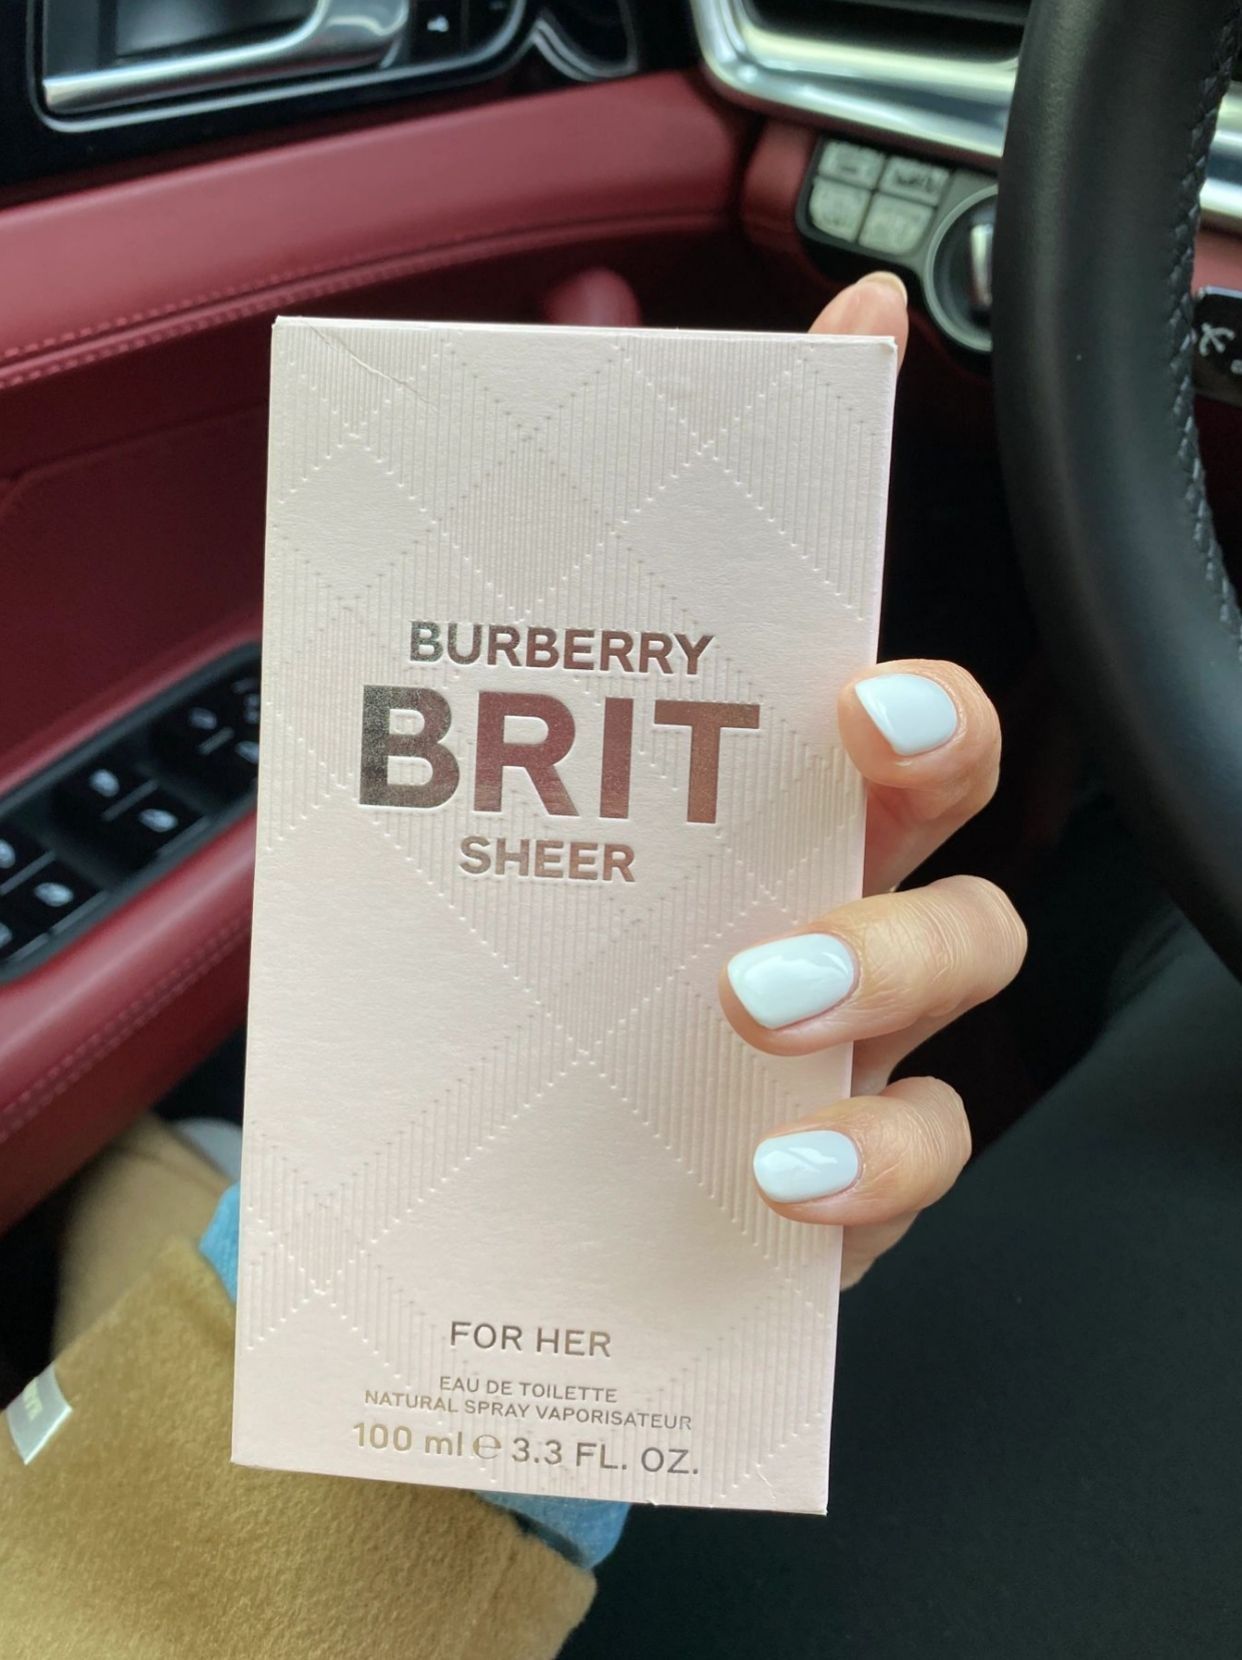 BURBERRY
BRIT
SHEER
FOR HER
EAU DE TOILETTE
NATURAL SPRAY VAPORISATEUR
100 ml ℮ 3.3 FL. OZ.